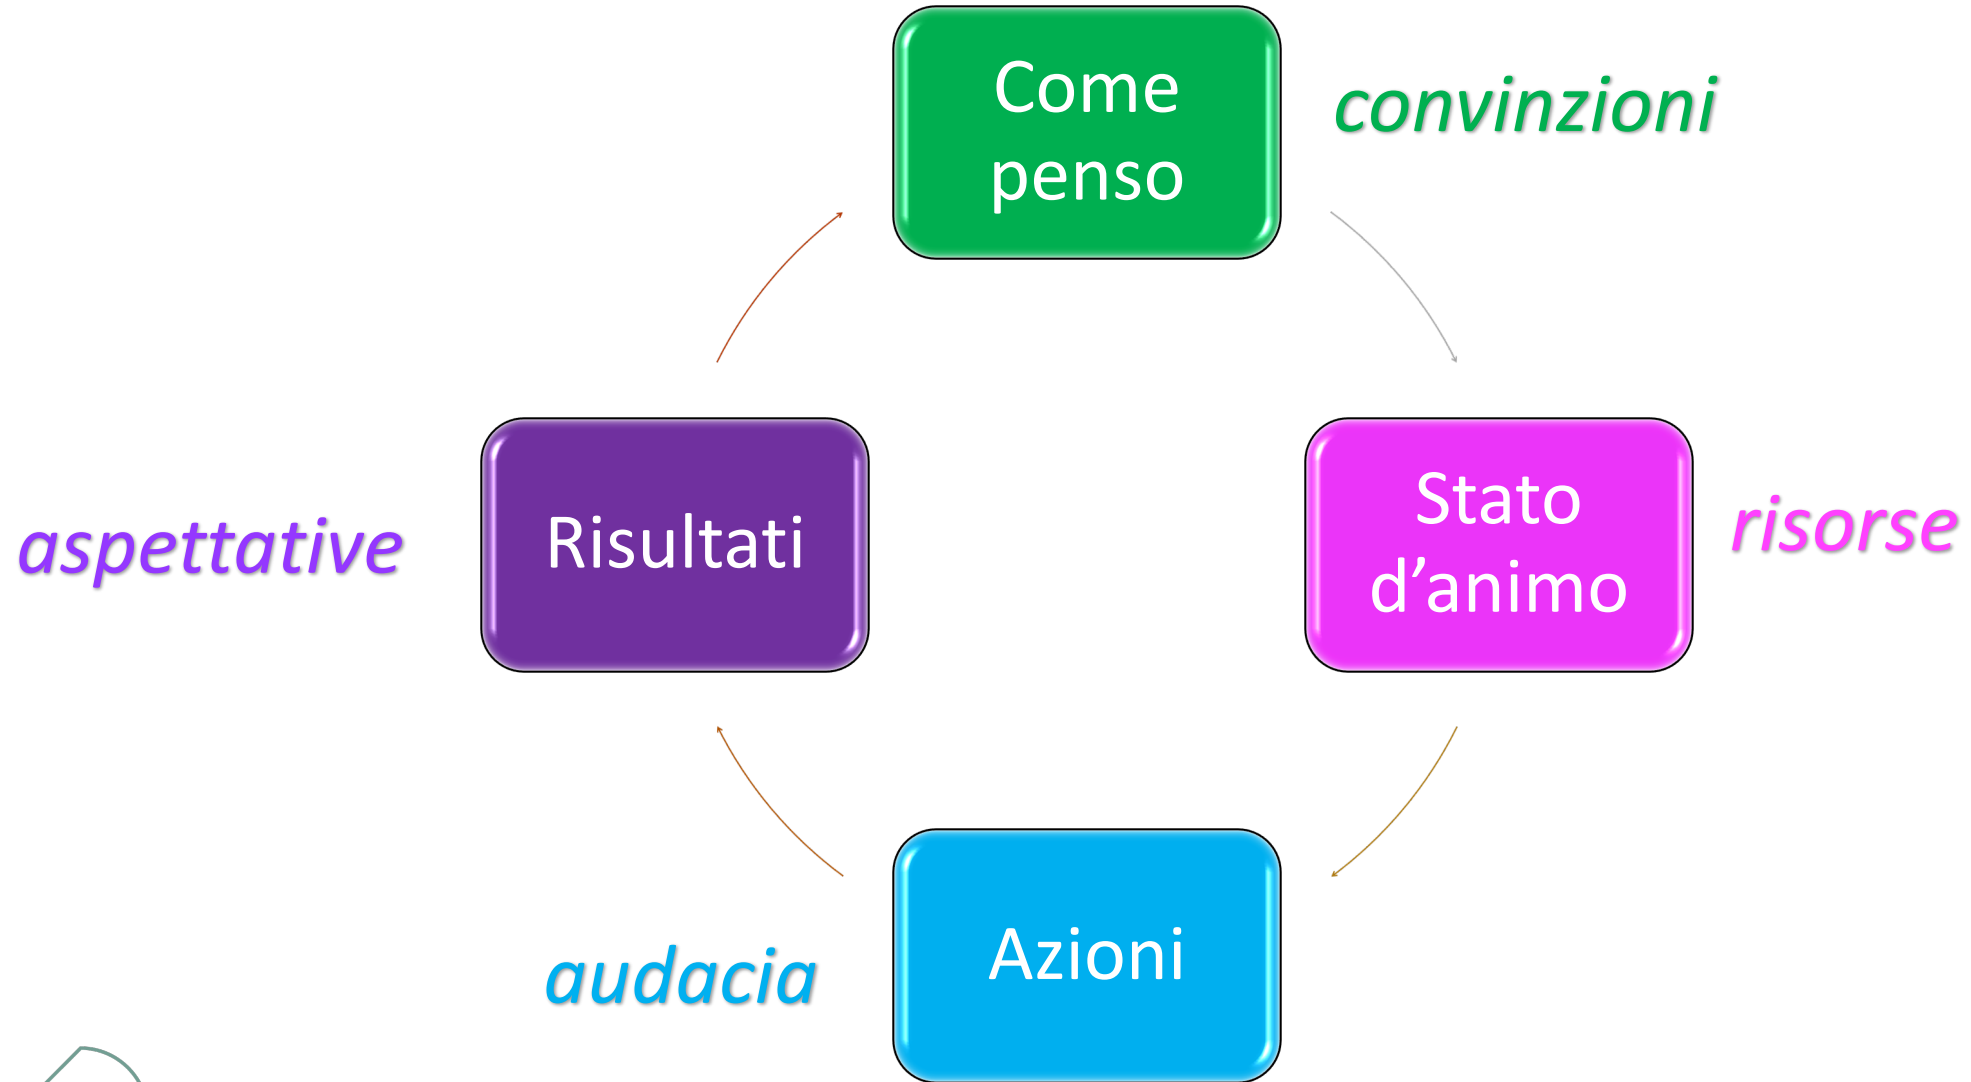 Come
penso
convinzioni
Stato
d’animo
risorse
Azioni
audacia
Risultati
aspettative